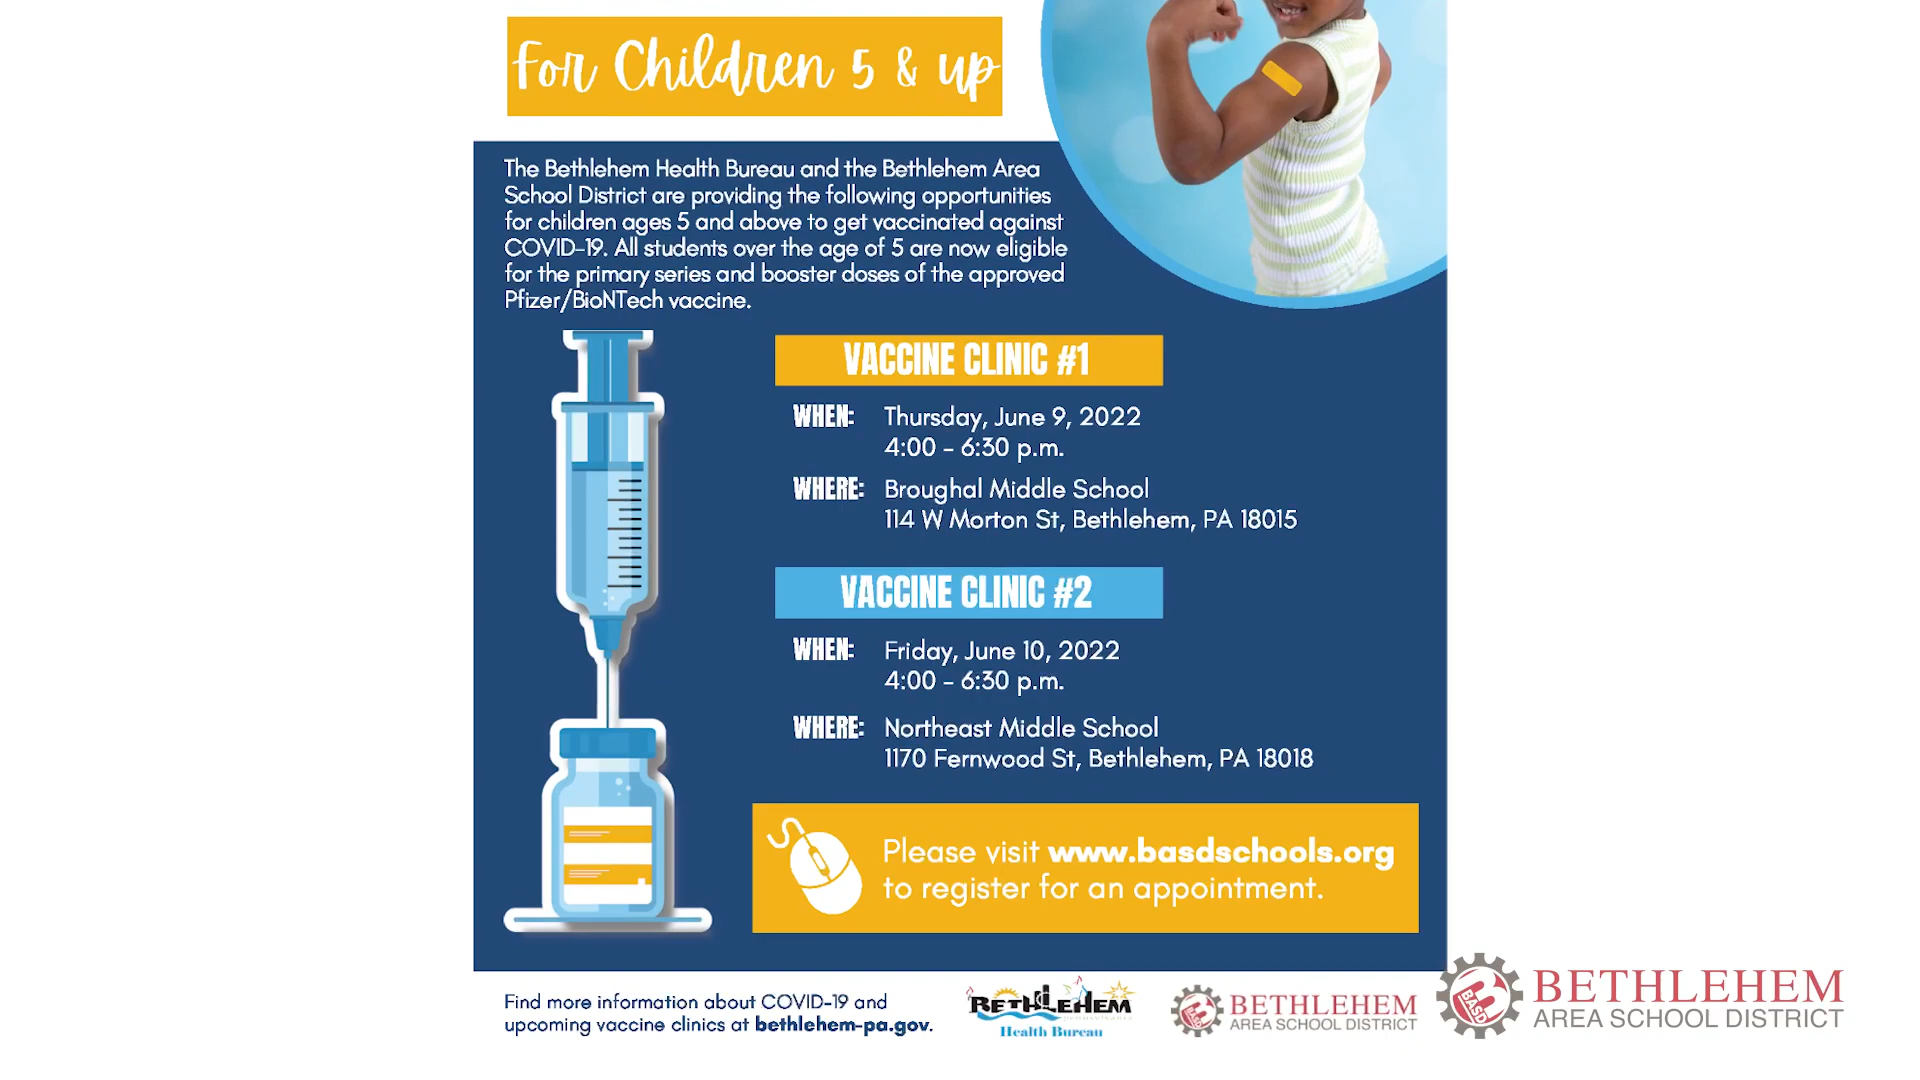 For Children 5 & up
The Bethlehem Health Bureau and the Bethlehem Area
School District are providing the following opportunities
for children ages 5 and above to get vaccinated against
COVID-19. All students over the age of 5 are now eligible
for the primary series and booster doses of the approved
Pfizer/BioNTech vaccine.
VACCINE CLINIC #1
WHEN: Thursday, June 9, 2022
4:00 - 6:30 p.m.
WHERE: Broughal Middle School
114 W Morton St, Bethlehem, PA 18015
VACCINE CLINIC #2
WHEN: Friday, June 10, 2022
4:00 - 6:30 p.m.
WHERE: Northeast Middle School
1170 Fernwood St, Bethlehem, PA 18018
Please visit www.basdschools.org
to register for an appointment.
Find more information about COVID-19 and
upcoming vaccine clinics at bethlehem-pa.gov.
BETHLEHEM
Health Bureau
BASD
BETHLEHEM
AREA SCHOOL DISTRICT
BASD
BETHLEHEM
AREA SCHOOL DISTRICT